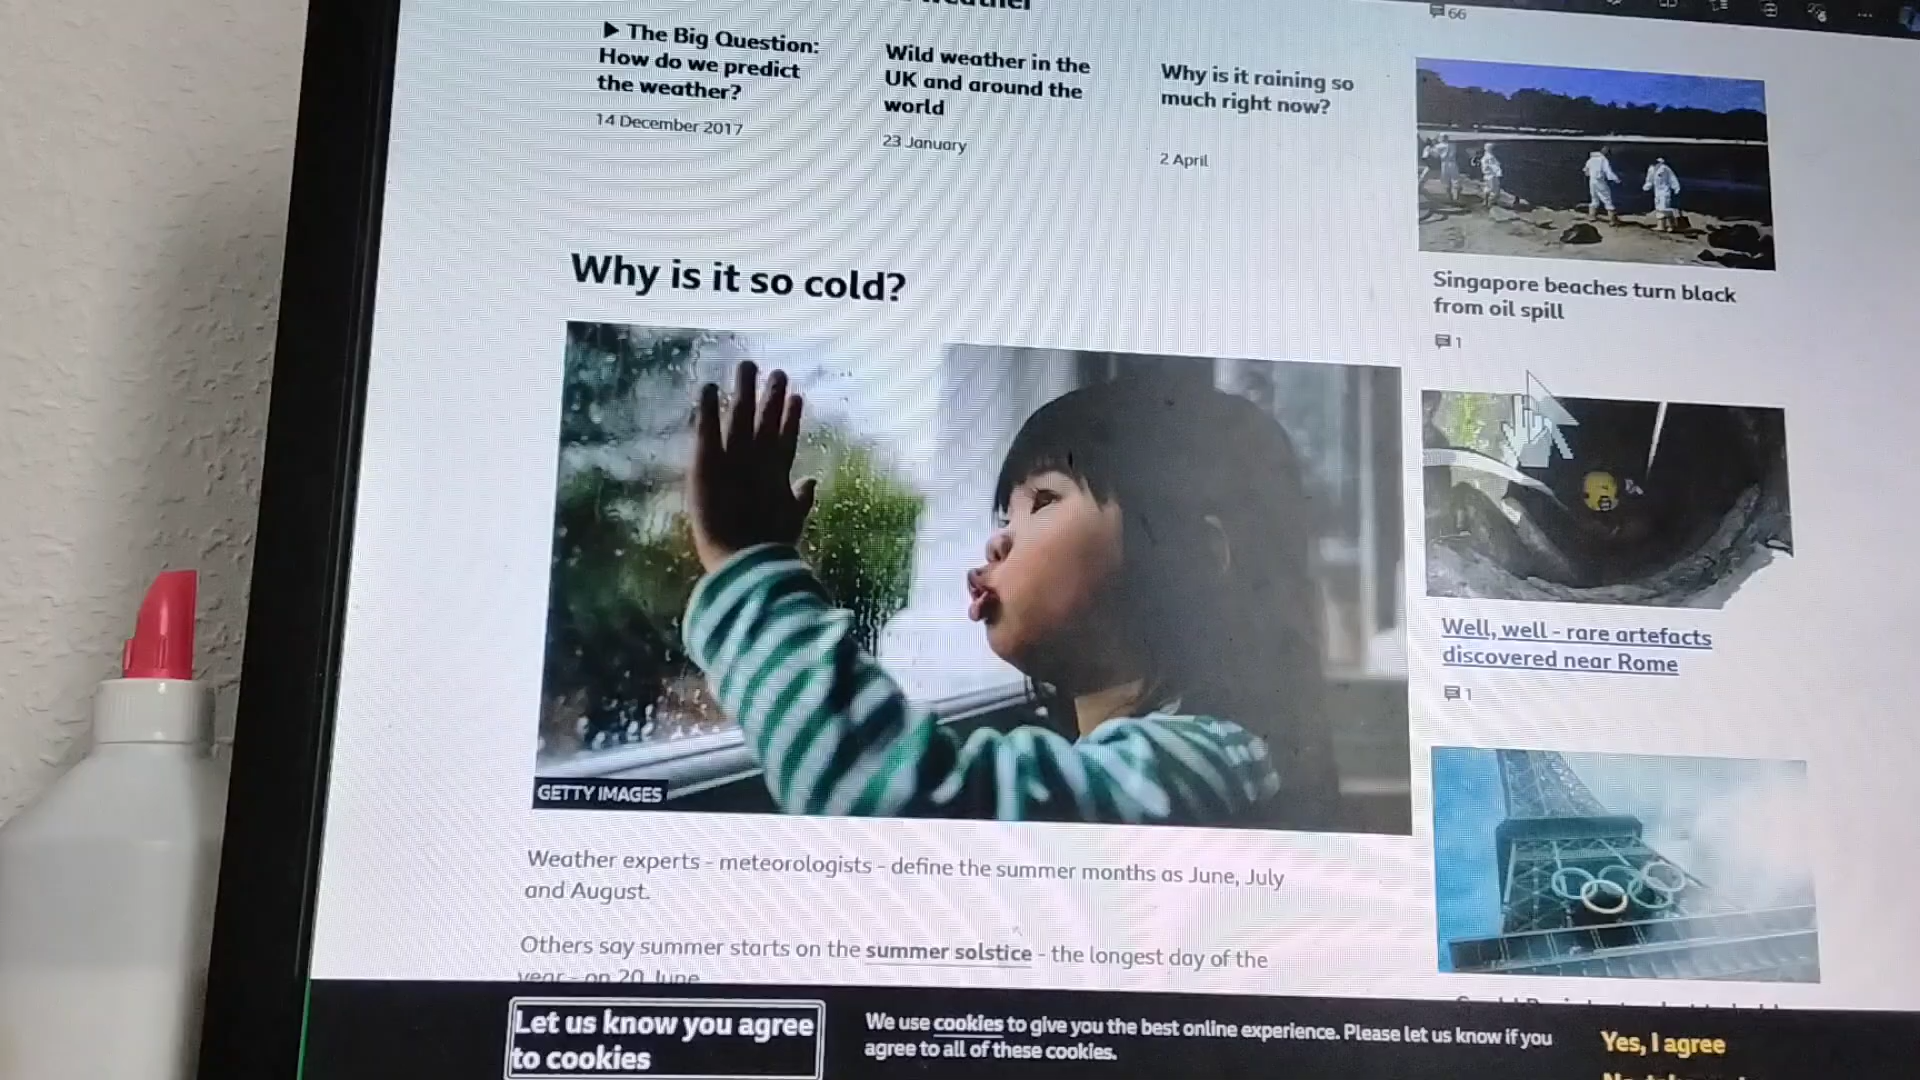 The Big Question:
How do we predict
the weather?
14 December 2017
Wild weather in the
UK and around the
world
23 January
Why is it raining so
much right now?
2 April
66
Why is it so cold?
GETTY IMAGES
Weather experts - meteorologists - define the summer months as June, July
and August.
Others say summer starts on the summer solstice - the longest day of the
year - on 20 June
Singapore beaches turn black
from oil spill
1
Well, well - rare artefacts
discovered near Rome
1
Let us know you agree
to cookies
We use cookies to give you the best online experience. Please let us know if you
agree to all of these cookies.
Yes, I agree